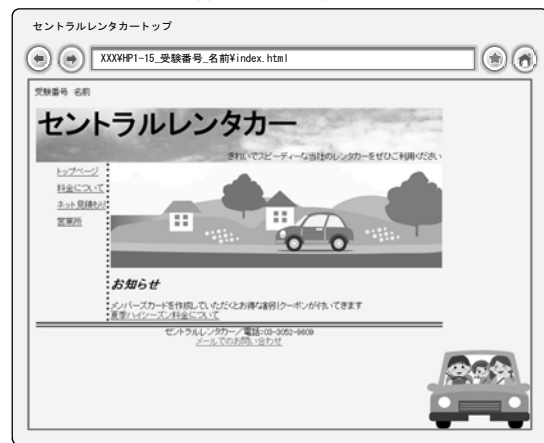 セントラルレンタカートップ
XXX¥HP1-15_受験番号_名前¥index.html
受験番号 名前
セントラルレンタカー
きれいでスピーディーな当社のレンタカーをぜひご利用ください
トップページ
料金について
ネット見積もり
営業所
お知らせ
メンバーズカードを作成していただくとお得な割引クーポンが付いてきます
夏季ハイシーズン料金について
セントラルレンタカー／電話:03-3052-9609
メールでのお問い合わせ